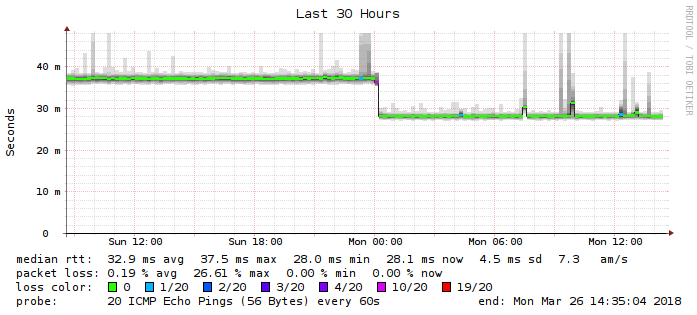 Last 30 Hours
RRDTOOL / TOBI OETIKER
Seconds
40 m
30 m
20 m
10 m
0
Sun 12:00 Sun 18:00 Mon 00:00 Mon 06:00 Mon 12:00
median rtt: 32.9 ms avg 37.5 ms max 28.0 ms min 28.1 ms now 4.5 ms sd 7.3 am/s
packet loss: 0.19 % avg 26.61 % max 0.00 % min 0.00 % now
loss color: 0 1/20 2/20 3/20 4/20 10/20 19/20
probe: 20 ICMP Echo Pings (56 Bytes) every 60s end: Mon Mar 26 14:35:04 2018